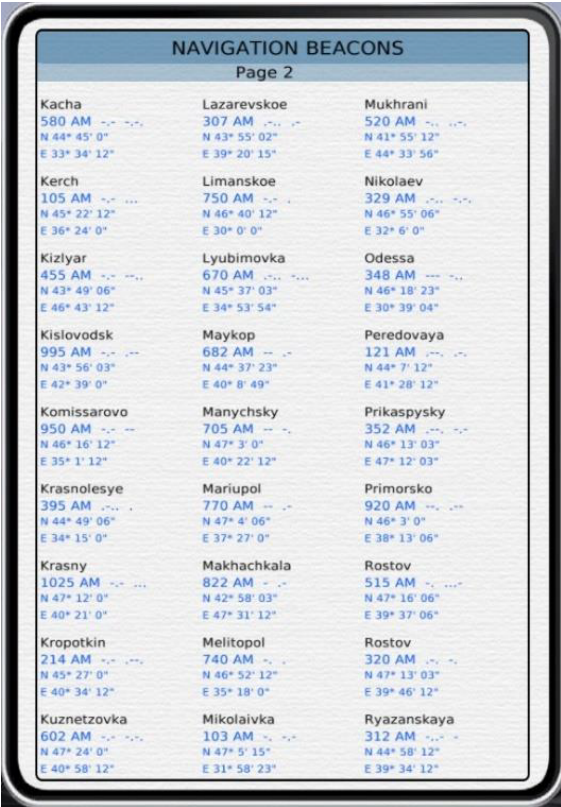 NAVIGATION BEACONS
Page 2
Kacha
580 AM -.- -.-.
N 44* 45' 0"
E 33* 34' 12"
Kerch
105 AM -.- ...
N 45* 22' 12"
E 36* 24' 0"
Kizlyar
455 AM -.- --..
N 43* 49' 06"
E 46* 43' 12"
Kislovodsk
995 AM -.- .--
N 43* 56' 03"
E 42* 39' 0"
Komissarovo
950 AM -.- --
N 46* 16' 12"
E 35* 1' 12"
Krasnolesye
395 AM .-.. .
N 44* 49' 06"
E 34* 15' 0"
Krasny
1025 AM -.- ...
N 47* 12' 0"
E 40* 21' 0"
Kropotkin
214 AM -.- .--.
N 45* 27' 0"
E 40* 34' 12"
Kuznetzovka
602 AM -.- -.-.
N 47* 24' 0"
E 40* 58' 12"
Lazarevskoe
307 AM .-.. .-
N 43* 55' 02"
E 39* 20' 15"
Limanskoe
750 AM -.- .
N 46* 40' 12"
E 30* 0' 0"
Lyubimovka
670 AM .-.. -...
N 45* 37' 03"
E 34* 53' 54"
Maykop
682 AM -- .-
N 44* 37' 23"
E 40* 8' 49"
Manychsky
705 AM -- -.
N 47* 3' 0"
E 40* 22' 12"
Mariupol
770 AM -- .-
N 47* 4' 06"
E 37* 27' 0"
Makhachkala
822 AM - .-
N 42* 58' 03"
E 47* 31' 12"
Melitopol
740 AM -. .
N 46* 52' 12"
E 35* 18' 0"
Mikolaivka
103 AM -. -.-
N 47* 5' 15"
E 31* 58' 23"
Mukhrani
520 AM -.. ..-.
N 41* 55' 12"
E 44* 33' 56"
Nikolaev
329 AM .-.. -.-.
N 46* 55' 06"
E 32* 6' 0"
Odessa
348 AM --- -..
N 46* 18' 23"
E 30* 39' 04"
Peredovaya
121 AM .--. .-.
N 44* 7' 12"
E 41* 28' 12"
Prikaspysky
352 AM .--. -.-
N 46* 13' 03"
E 47* 12' 03"
Primorsko
920 AM --. .--
N 46* 3' 0"
E 38* 13' 06"
Rostov
515 AM -. ...-
N 47* 16' 06"
E 39* 37' 06"
Rostov
320 AM .-. -.
N 47* 13' 03"
E 39* 46' 12"
Ryazanskaya
312 AM -..- -
N 44* 58' 12"
E 39* 34' 12"